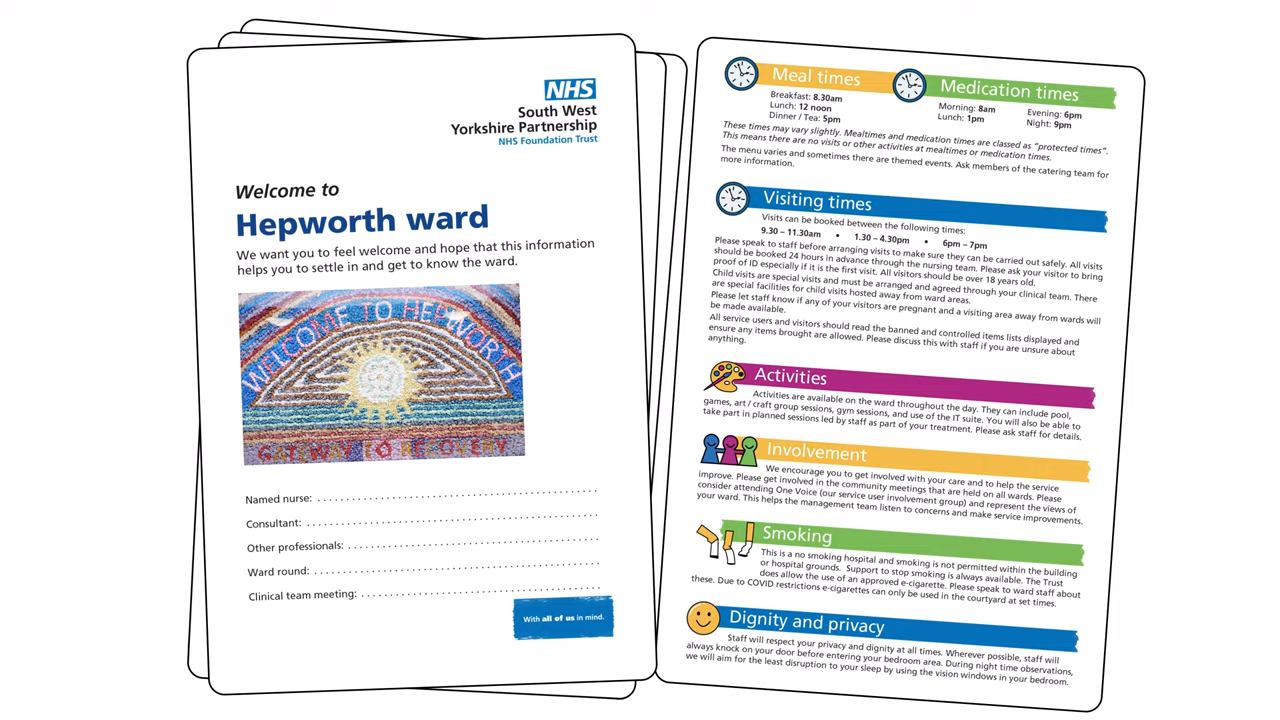 NHS
South West
Yorkshire Partnership
NHS Foundation Trust
Welcome to
Hepworth ward
We want you to feel welcome and hope that this information
helps you to settle in and get to know the ward.
WELCOME TO HEPWORTH
GATEWAY TO RECOVERY
Named nurse:
Consultant:
Other professionals:
Ward round:
Clinical team meeting:
With all of us in mind.
Meal times
Breakfast: 8.30am
Lunch: 12 noon
Dinner / Tea: 5pm
Medication times
Morning: 8am Evening: 6pm
Lunch: 1pm Night: 9pm
These times may vary slightly. Mealtimes and medication times are classed as "protected times".
This means there are no visits or other activities at mealtimes or medication times.
The menu varies and sometimes there are themed events. Ask members of the catering team for
more information.
Visiting times
Visits can be booked between the following times:
9.30 – 11.30am • 1.30 – 4.30pm • 6pm – 7pm
Please speak to staff before arranging visits to make sure they can be carried out safely. All visits
should be booked 24 hours in advance through the nursing team. Please ask your visitor to bring
proof of ID especially if it is the first visit. All visitors should be over 18 years old.
Child visits are special visits and must be arranged and agreed through your clinical team. There
are special facilities for child visits hosted away from ward areas.
Please let staff know if any of your visitors are pregnant and a visiting area away from wards will
be made available.
All service users and visitors should read the banned and controlled items lists displayed and
ensure any items brought are allowed. Please discuss this with staff if you are unsure about
anything.
Activities
Activities are available on the ward throughout the day. They can include pool,
games, art / craft group sessions, gym sessions, and use of the IT suite. You will also be able to
take part in planned sessions led by staff as part of your treatment. Please ask staff for details.
Involvement
We encourage you to get involved with your care and to help the service
improve. Please get involved in the community meetings that are held on all wards. Please
consider attending One Voice (our service user involvement group) and represent the views of
your ward. This helps the management team listen to concerns and make service improvements.
Smoking
This is a no smoking hospital and smoking is not permitted within the building
or hospital grounds. Support to stop smoking is always available. The Trust
does allow the use of an approved e-cigarette. Please speak to ward staff about
these. Due to COVID restrictions e-cigarettes can only be used in the courtyard at set times.
Dignity and privacy
Staff will respect your privacy and dignity at all times. Wherever possible, staff will
always knock on your door before entering your bedroom area. During night time observations,
we will aim for the least disruption to your sleep by using the vision windows in your bedroom.